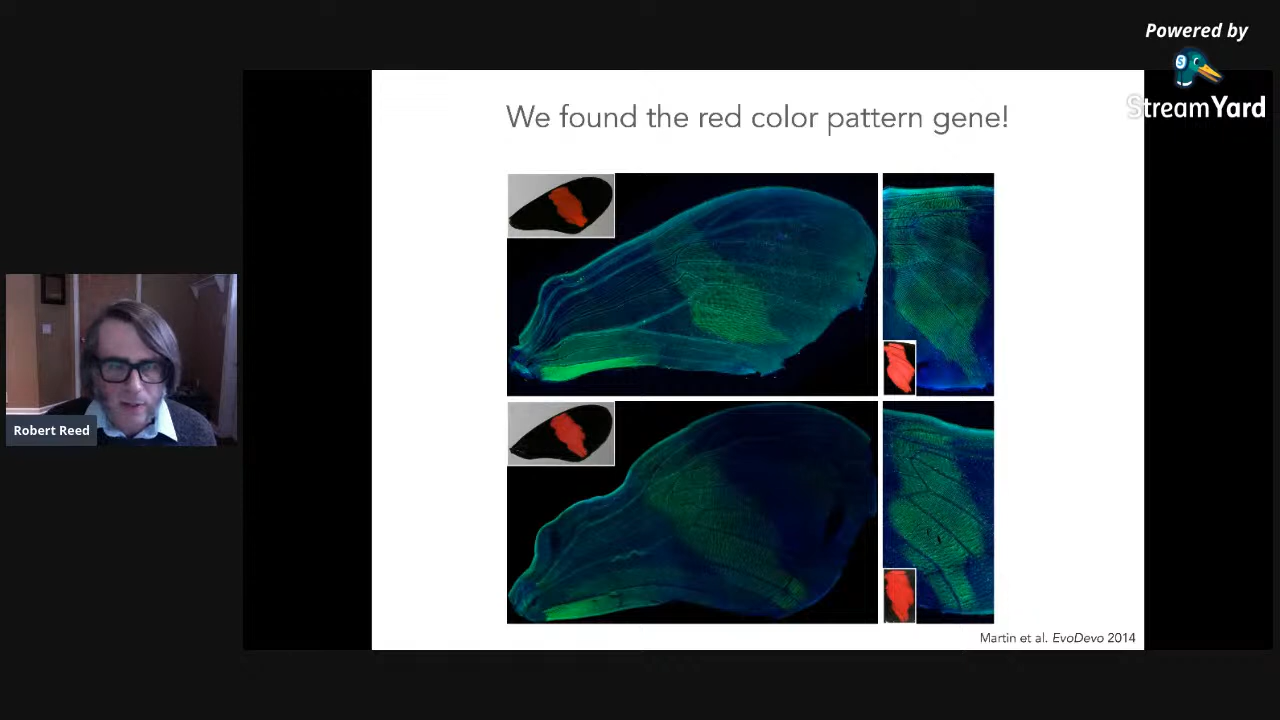 Powered by
StreamYard
We found the red color pattern gene!
Robert Reed
Martin et al. EvoDevo 2014